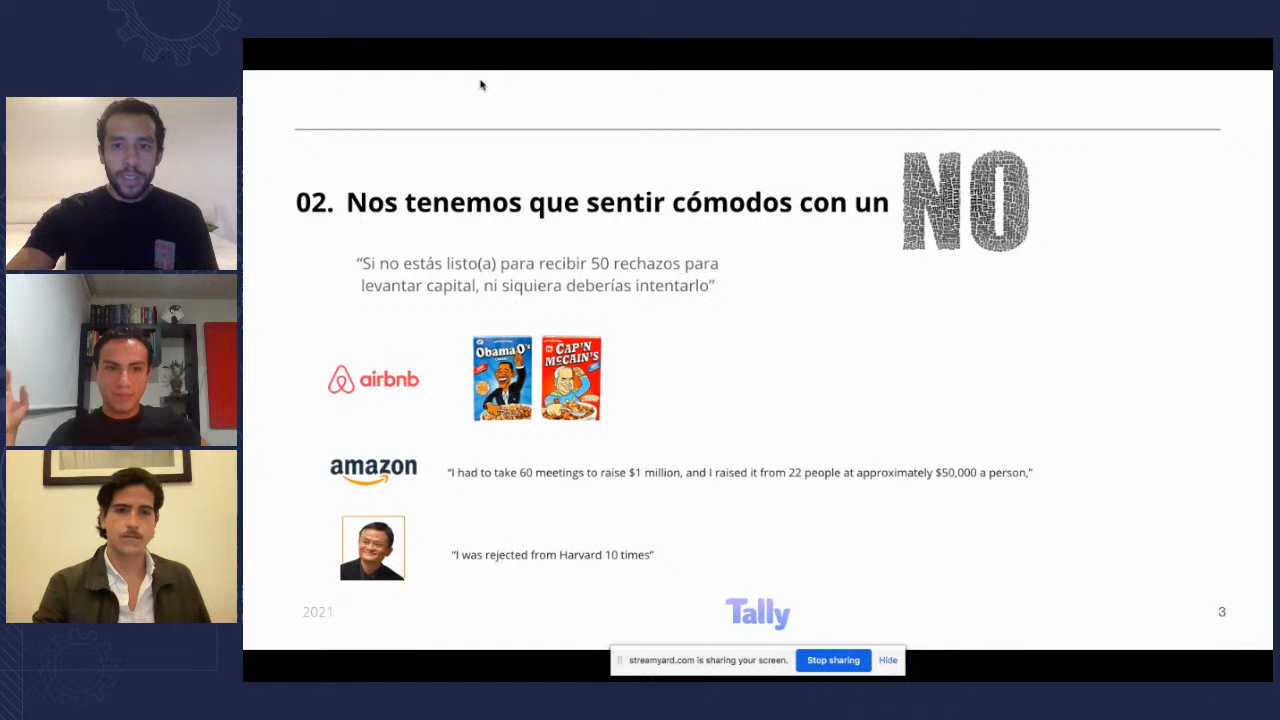 02. Nos tenemos que sentir cómodos con un NO
“Si no estás listo(a) para recibir 50 rechazos para
levantar capital, ni siquiera deberías intentarlo”
airbnb
Obama O's
CAP'N
McCAIN'S
amazon
“I had to take 60 meetings to raise $1 million, and I raised it from 22 people at approximately $50,000 a person,”
“I was rejected from Harvard 10 times”
2021
Tally
3
streamyard.com is sharing your screen.
Stop sharing
Hide